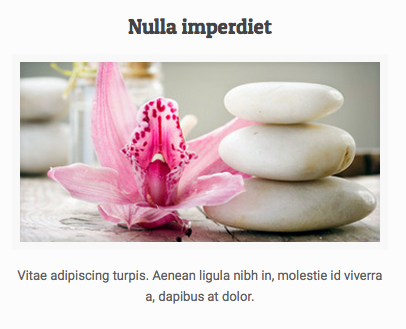 Nulla imperdiet
Vitae adipiscing turpis. Aenean ligula nibh in, molestie id viverra
a, dapibus at dolor.